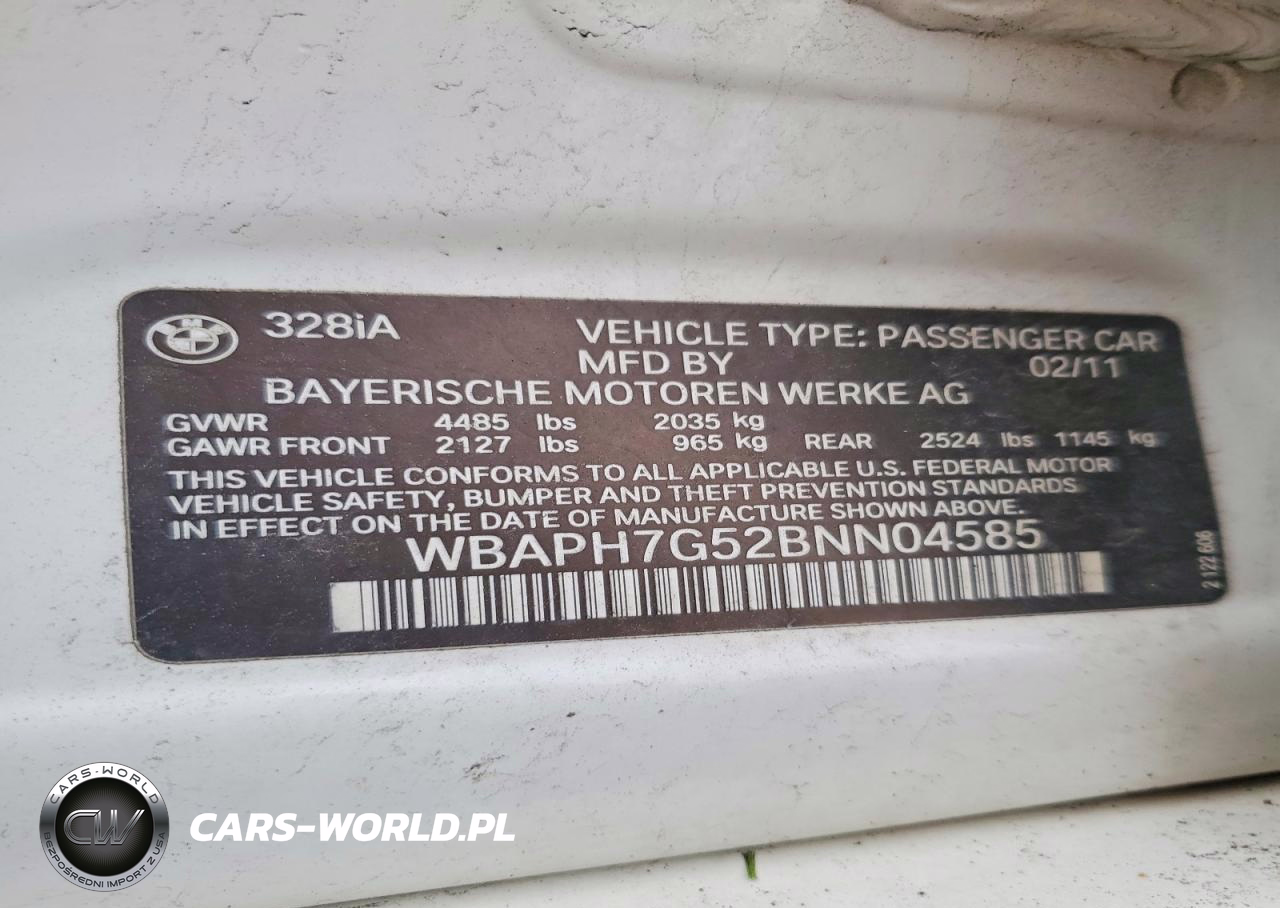 328iA
VEHICLE TYPE: PASSENGER CAR
MFD BY 02/11
BAYERISCHE MOTOREN WERKE AG
GVWR 4485 lbs 2035 kg
GAWR FRONT 2127 lbs 965 kg REAR 2524 lbs 1145 kg
THIS VEHICLE CONFORMS TO ALL APPLICABLE U.S. FEDERAL MOTOR
VEHICLE SAFETY, BUMPER AND THEFT PREVENTION STANDARDS
IN EFFECT ON THE DATE OF MANUFACTURE SHOWN ABOVE.
WBAPH7G52BNN04585
2 122 606
CARS-WORLD
CW
BEZPOŚREDNI IMPORT Z USA
CARS-WORLD.PL